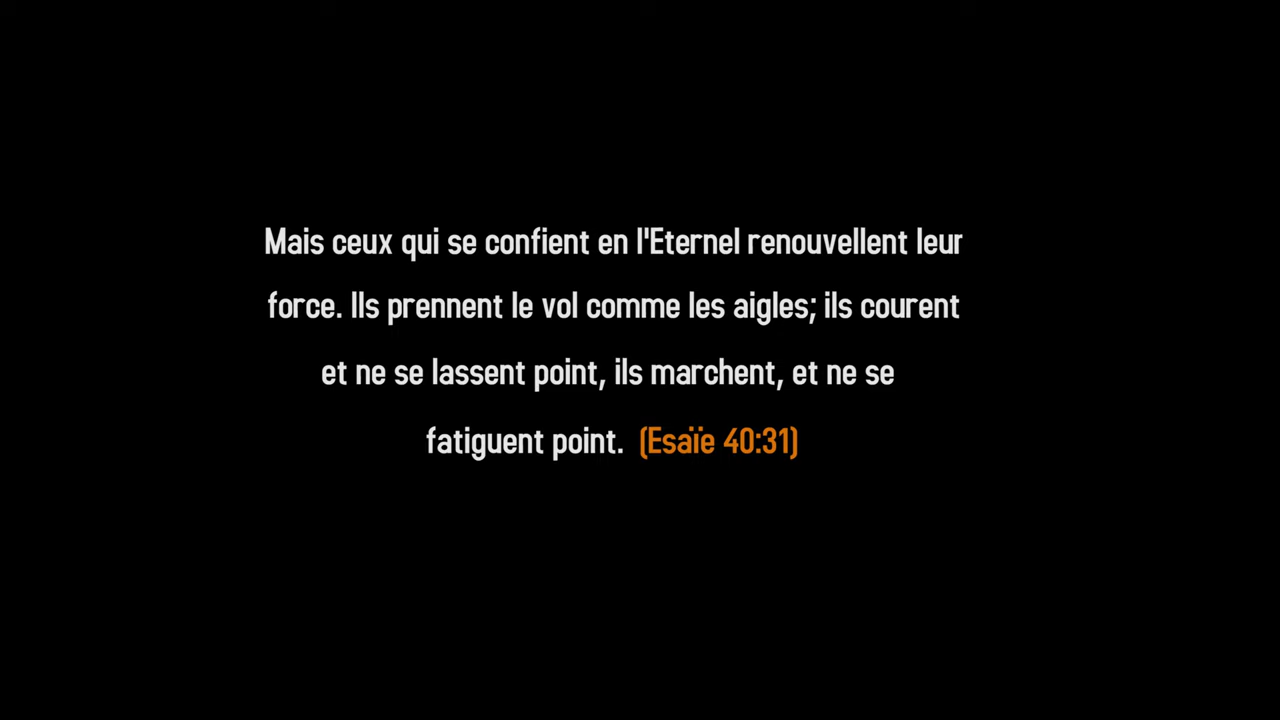 Mais ceux qui se confient en l'Eternel renouvellent leur
force. Ils prennent le vol comme les aigles; ils courent
et ne se lassent point, ils marchent, et ne se
fatiguent point. (Esaïe 40:31)